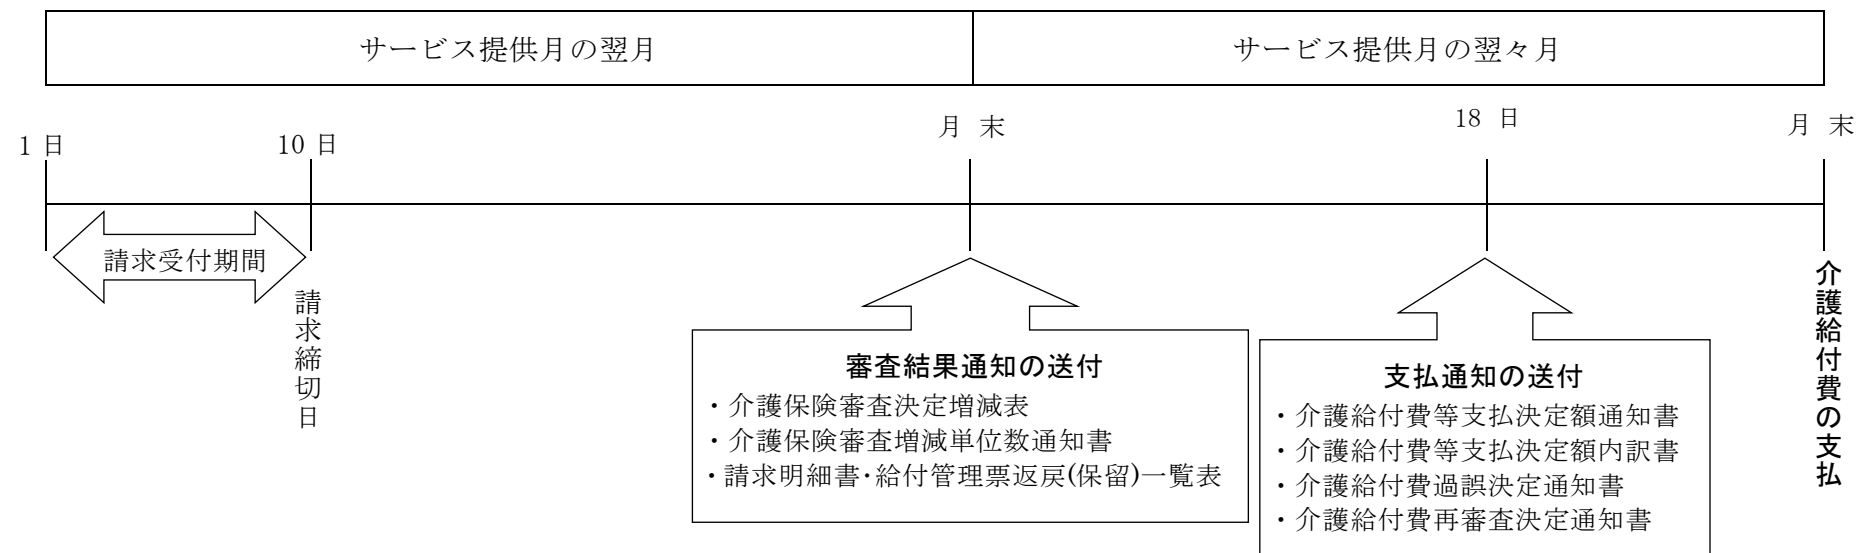 サービス提供月の翌月
サービス提供月の翌々月
1 日
10 日
月 末
18 日
月 末
請求受付期間
請求締切日
審査結果通知の送付
・介護保険審査決定増減表
・介護保険審査増減単位数通知書
・請求明細書･給付管理票返戻(保留)一覧表
支払通知の送付
・介護給付費等支払決定額通知書
・介護給付費等支払決定額内訳書
・介護給付費過誤決定通知書
・介護給付費再審査決定通知書
介護給付費の支払